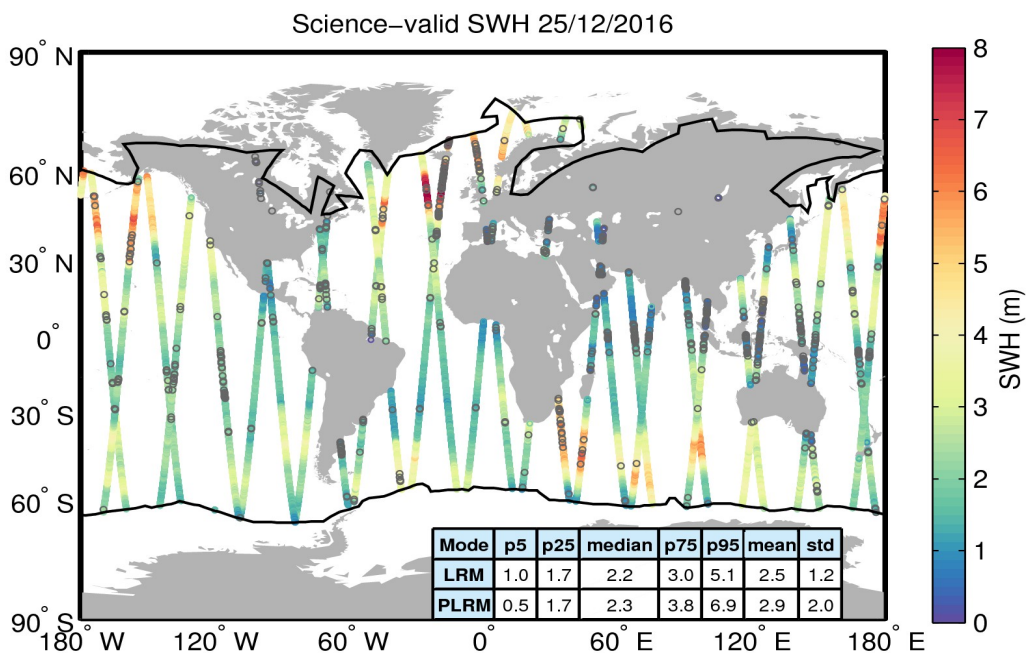 Science−valid SWH 25/12/2016
90° N
60° N
30° N
0°
30° S
60° S
90° S
180° W
120° W
60° W
0°
60° E
120° E
180° E
Mode p5 p25 median p75 p95 mean std
LRM 1.0 1.7 2.2 3.0 5.1 2.5 1.2
PLRM 0.5 1.7 2.3 3.8 6.9 2.9 2.0
8
7
6
5
4
3
2
1
0
SWH (m)